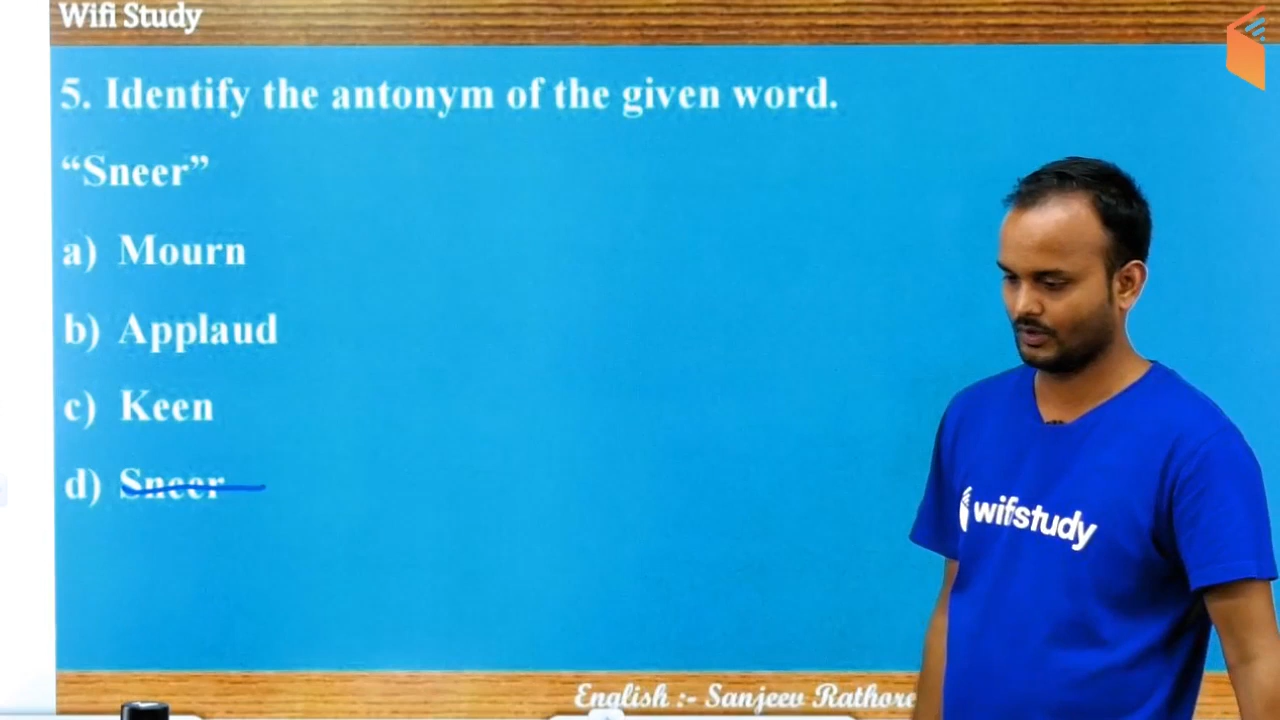 Wifi Study
5. Identify the antonym of the given word.
“Sneer”
a) Mourn
b) Applaud
c) Keen
d) Sneer
wifistudy
English :- Sanjeev Rathore